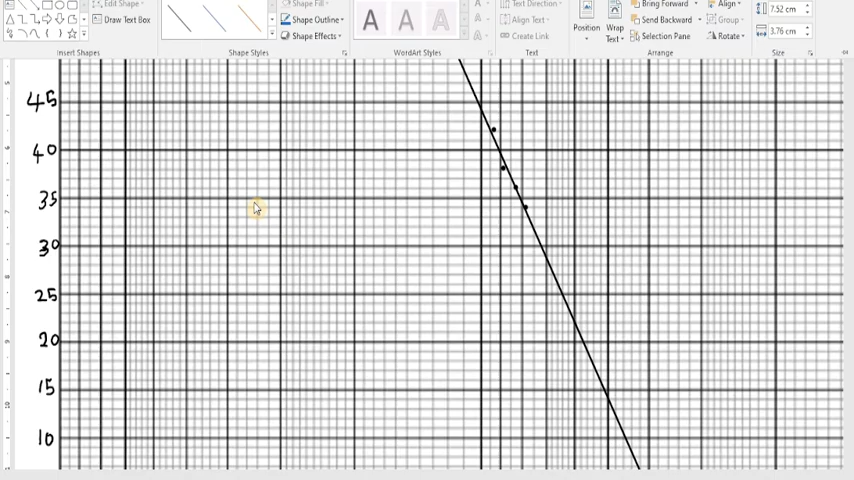 Edit Shape
Draw Text Box
Insert Shapes
Shape Fill
Shape Outline
Shape Effects
Shape Styles
A A A
WordArt Styles
Text Direction
Align Text
Create Link
Text
Position
Wrap Text
Bring Forward
Send Backward
Selection Pane
Align
Group
Rotate
Arrange
7.52 cm
3.76 cm
Size
45
40
35
30
25
20
15
10